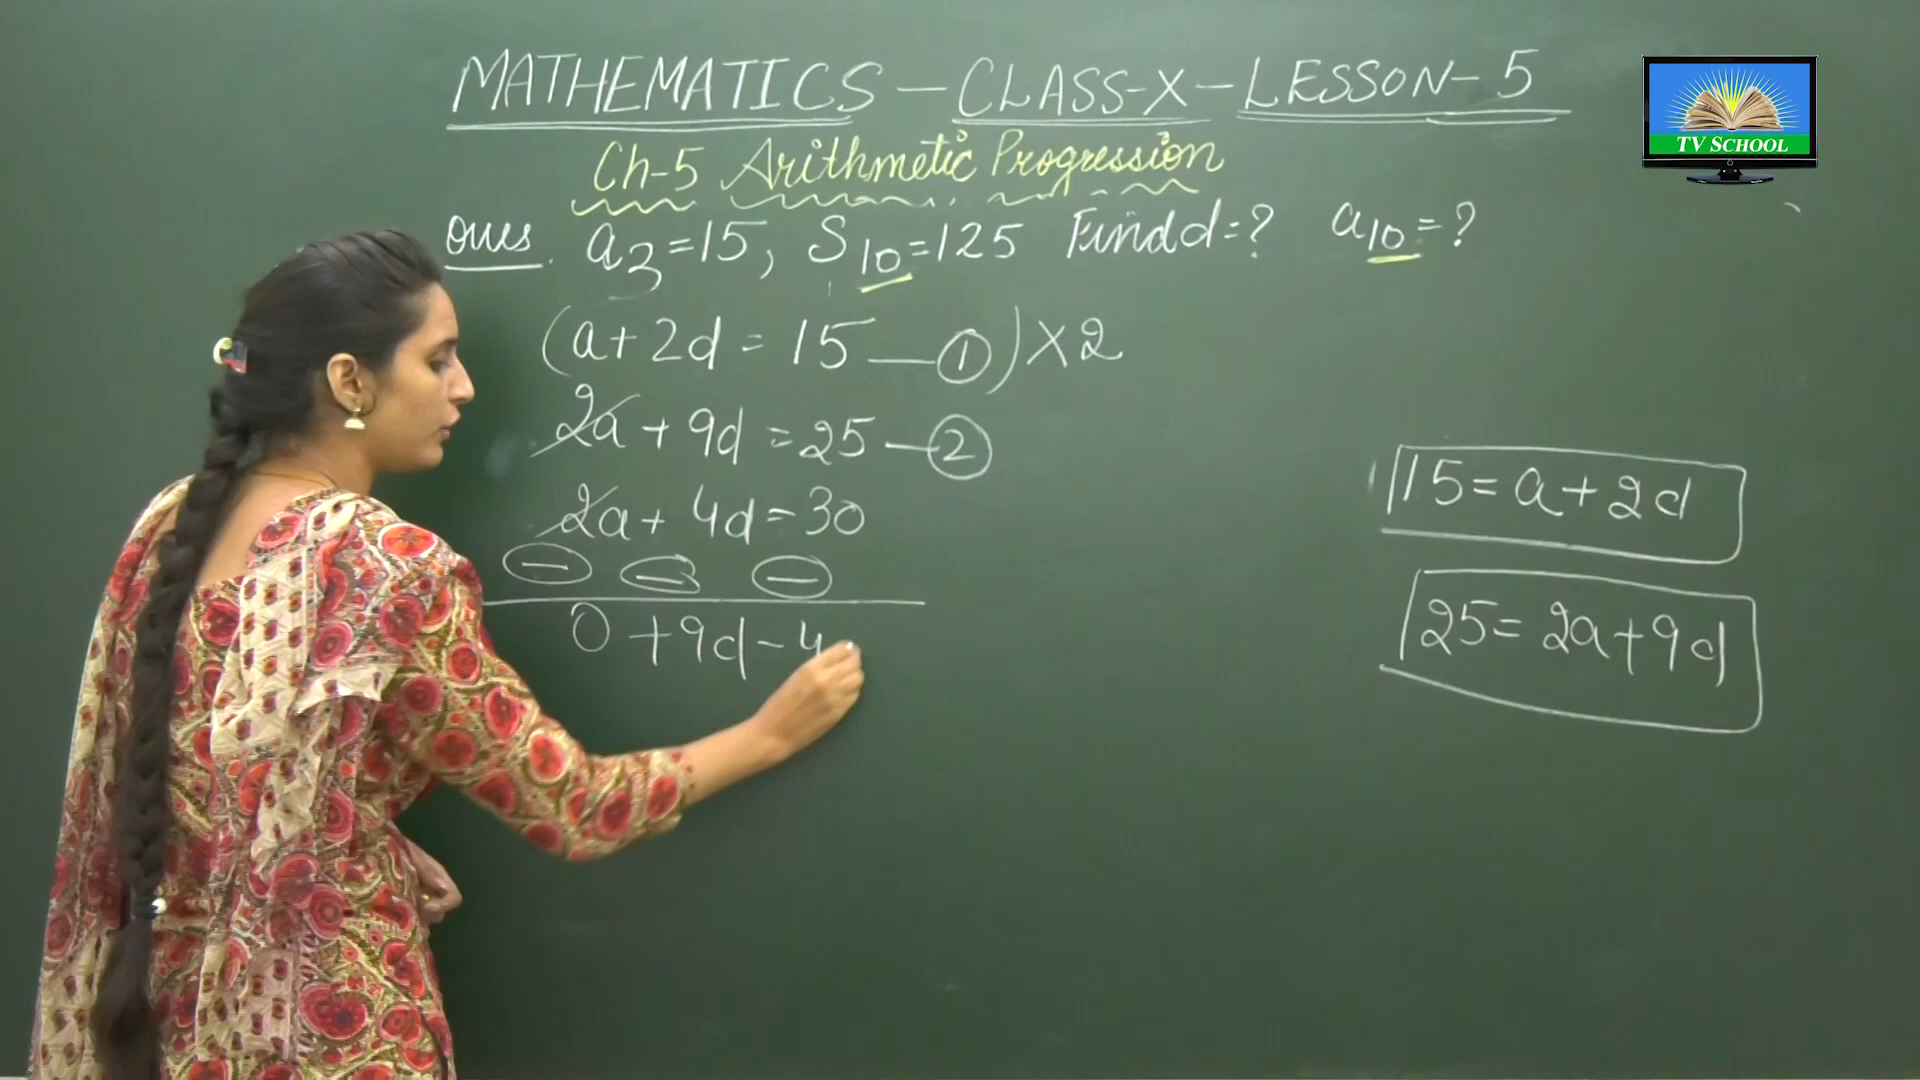 MATHEMATICS - CLASS-X - LESSON-5
TV SCHOOL
Ch-5 Arithmetic Progression
Ques. a3=15, S10=125 Find d=? a10=?
(a+2d=15 — ①)×2
2a+9d=25 — ②
2a+4d=30
⊖ ⊖ ⊖
0+9d-4
15=a+2d
25=2a+9d